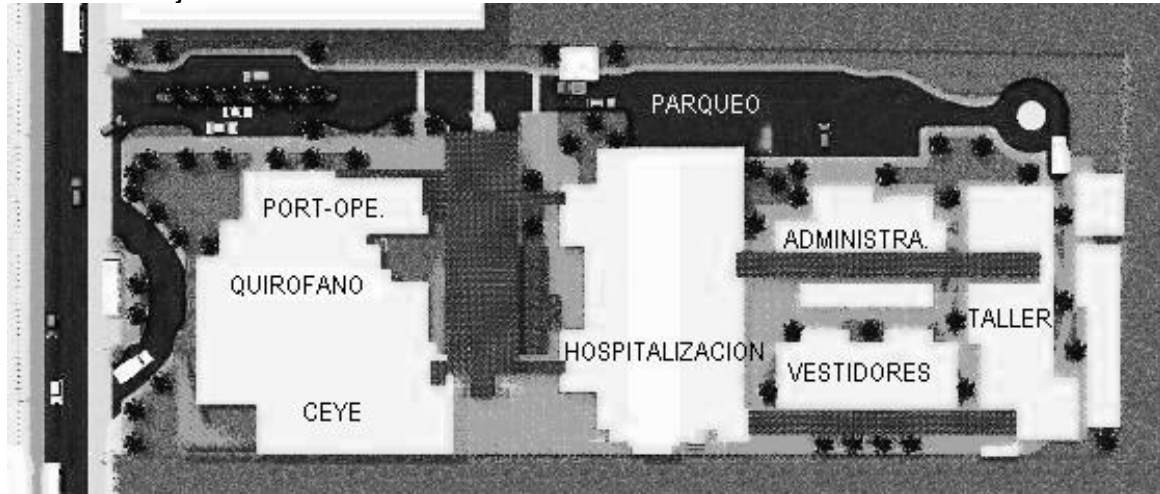 PARQUEO
PORT-OPE.
ADMINISTRA.
QUIROFANO
TALLER
HOSPITALIZACION
VESTIDORES
CEYE